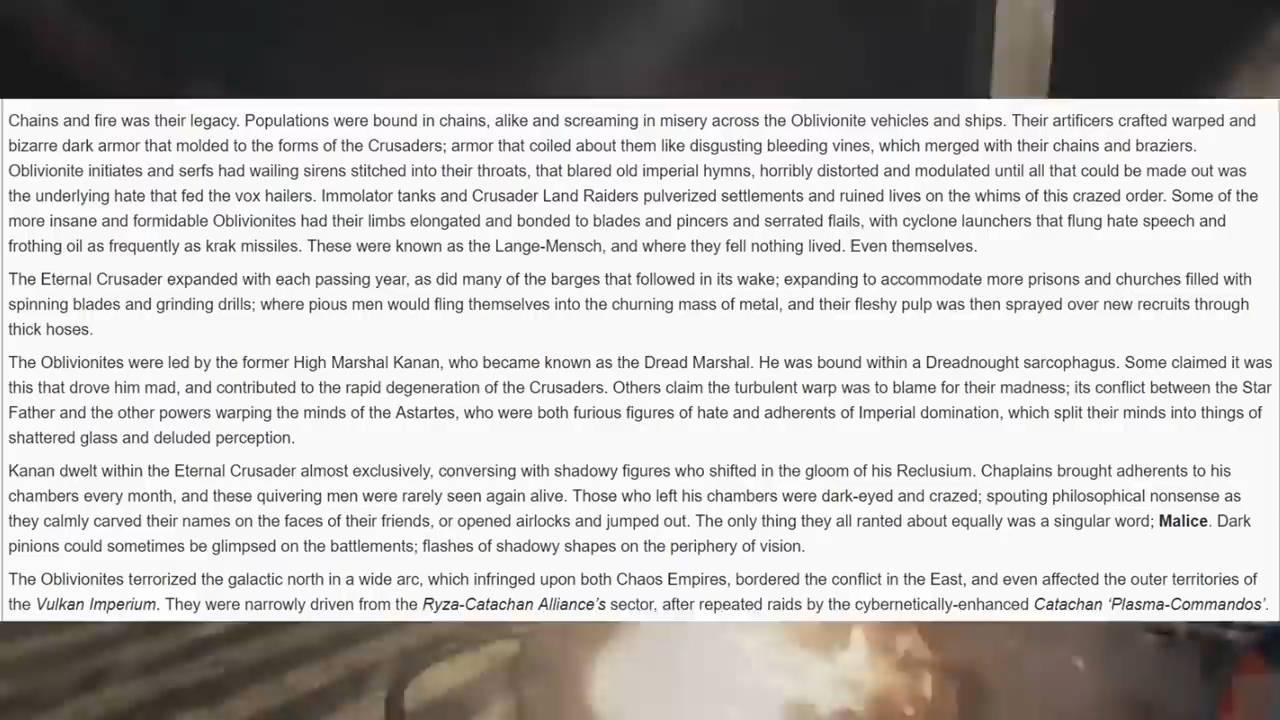 Chains and fire was their legacy. Populations were bound in chains, alike and screaming in misery across the Oblivionite vehicles and ships. Their artificers crafted warped and
bizarre dark armor that molded to the forms of the Crusaders; armor that coiled about them like disgusting bleeding vines, which merged with their chains and braziers.
Oblivionite initiates and serfs had wailing sirens stitched into their throats, that blared old imperial hymns, horribly distorted and modulated until all that could be made out was
the underlying hate that fed the vox hailers. Immolator tanks and Crusader Land Raiders pulverized settlements and ruined lives on the whims of this crazed order. Some of the
more insane and formidable Oblivionites had their limbs elongated and bonded to blades and pincers and serrated flails, with cyclone launchers that flung hate speech and
frothing oil as frequently as krak missiles. These were known as the Lange-Mensch, and where they fell nothing lived. Even themselves.
The Eternal Crusader expanded with each passing year, as did many of the barges that followed in its wake; expanding to accommodate more prisons and churches filled with
spinning blades and grinding drills; where pious men would fling themselves into the churning mass of metal, and their fleshy pulp was then sprayed over new recruits through
thick hoses.
The Oblivionites were led by the former High Marshal Kanan, who became known as the Dread Marshal. He was bound within a Dreadnought sarcophagus. Some claimed it was
this that drove him mad, and contributed to the rapid degeneration of the Crusaders. Others claim the turbulent warp was to blame for their madness; its conflict between the Star
Father and the other powers warping the minds of the Astartes, who were both furious figures of hate and adherents of Imperial domination, which split their minds into things of
shattered glass and deluded perception.
Kanan dwelt within the Eternal Crusader almost exclusively, conversing with shadowy figures who shifted in the gloom of his Reclusium. Chaplains brought adherents to his
chambers every month, and these quivering men were rarely seen again alive. Those who left his chambers were dark-eyed and crazed; spouting philosophical nonsense as
they calmly carved their names on the faces of their friends, or opened airlocks and jumped out. The only thing they all ranted about equally was a singular word; Malice. Dark
pinions could sometimes be glimpsed on the battlements; flashes of shadowy shapes on the periphery of vision.
The Oblivionites terrorized the galactic north in a wide arc, which infringed upon both Chaos Empires, bordered the conflict in the East, and even affected the outer territories of
the Vulkan Imperium. They were narrowly driven from the Ryza-Catachan Alliance's sector, after repeated raids by the cybernetically-enhanced Catachan 'Plasma-Commandos'.